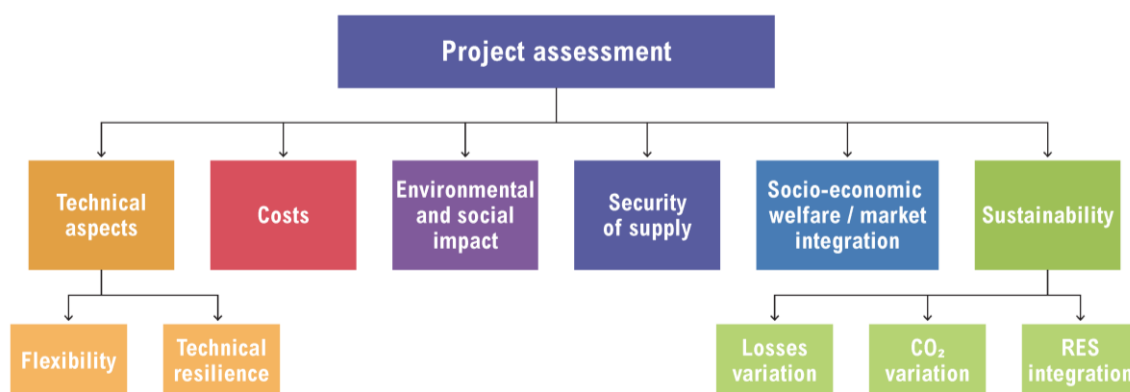 Project assessment
Technical
aspects
Costs
Environmental
and social
impact
Security
of supply
Socio-economic
welfare / market
integration
Sustainability
Flexibility
Technical
resilience
Losses
variation
CO₂
variation
RES
integration